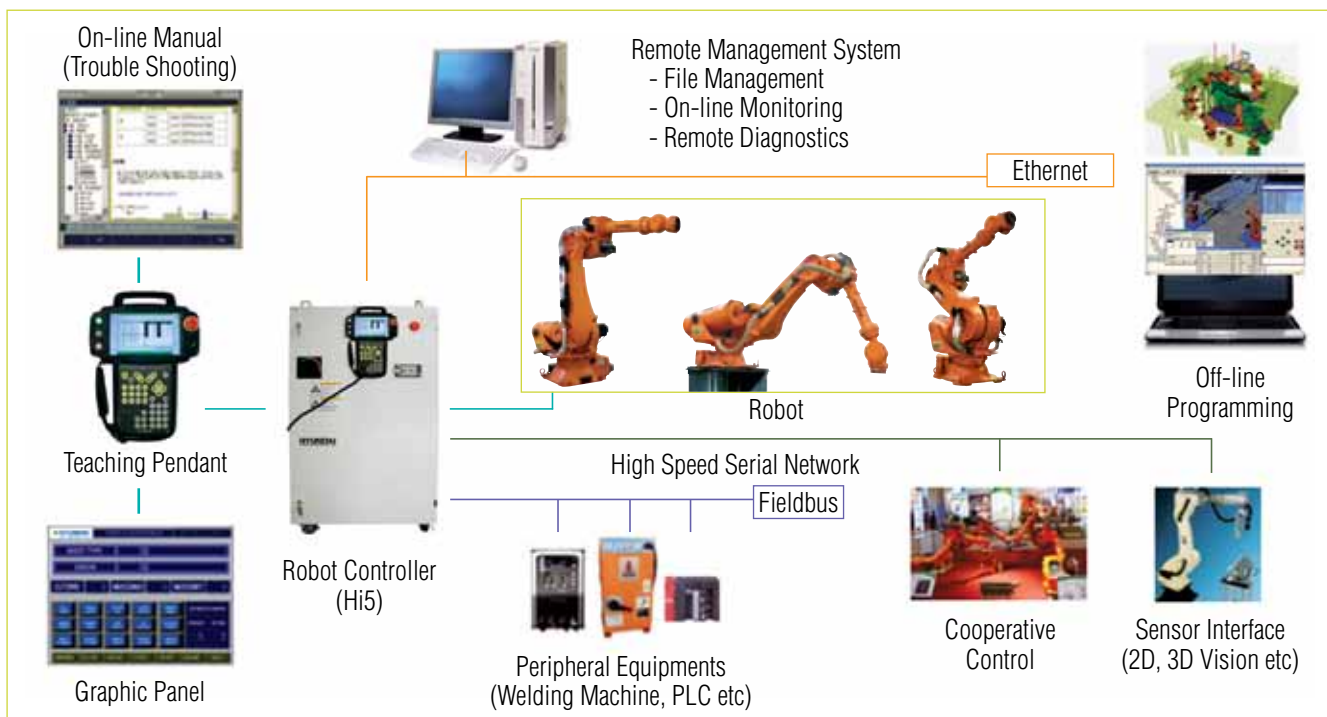 On-line Manual
(Trouble Shooting)
Remote Management System
- File Management
- On-line Monitoring
- Remote Diagnostics
Ethernet
Robot
Off-line
Programming
Teaching Pendant
High Speed Serial Network
Fieldbus
Robot Controller
(Hi5)
Graphic Panel
Peripheral Equipments
(Welding Machine, PLC etc)
Cooperative
Control
Sensor Interface
(2D, 3D Vision etc)